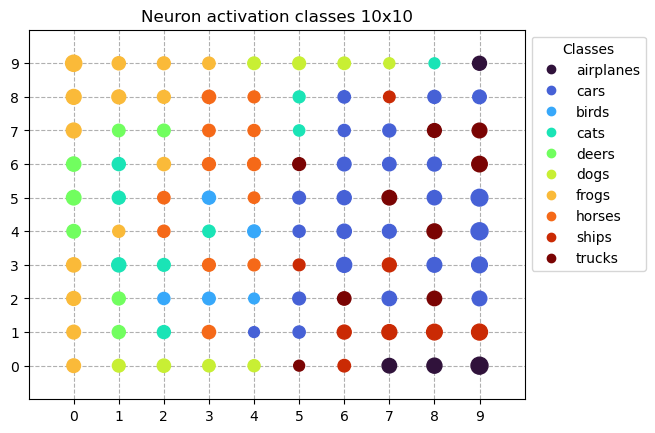 Neuron activation classes 10x10
9
8
7
6
5
4
3
2
1
0
0 1 2 3 4 5 6 7 8 9
Classes
airplanes
cars
birds
cats
deers
dogs
frogs
horses
ships
trucks